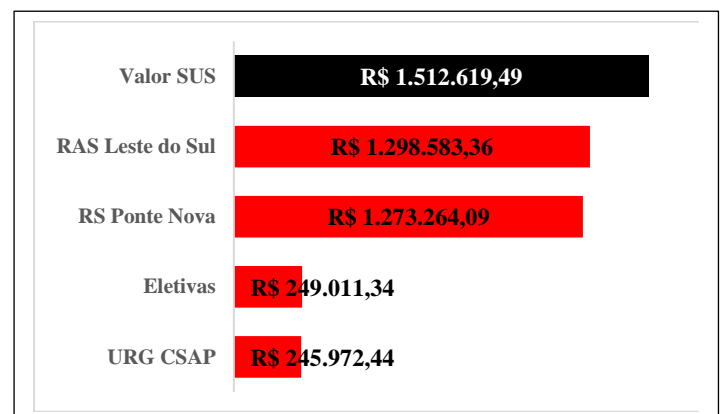 Valor SUS R$ 1.512.619,49
RAS Leste do Sul R$ 1.298.583,36
RS Ponte Nova R$ 1.273.264,09
Eletivas R$ 249.011,34
URG CSAP R$ 245.972,44